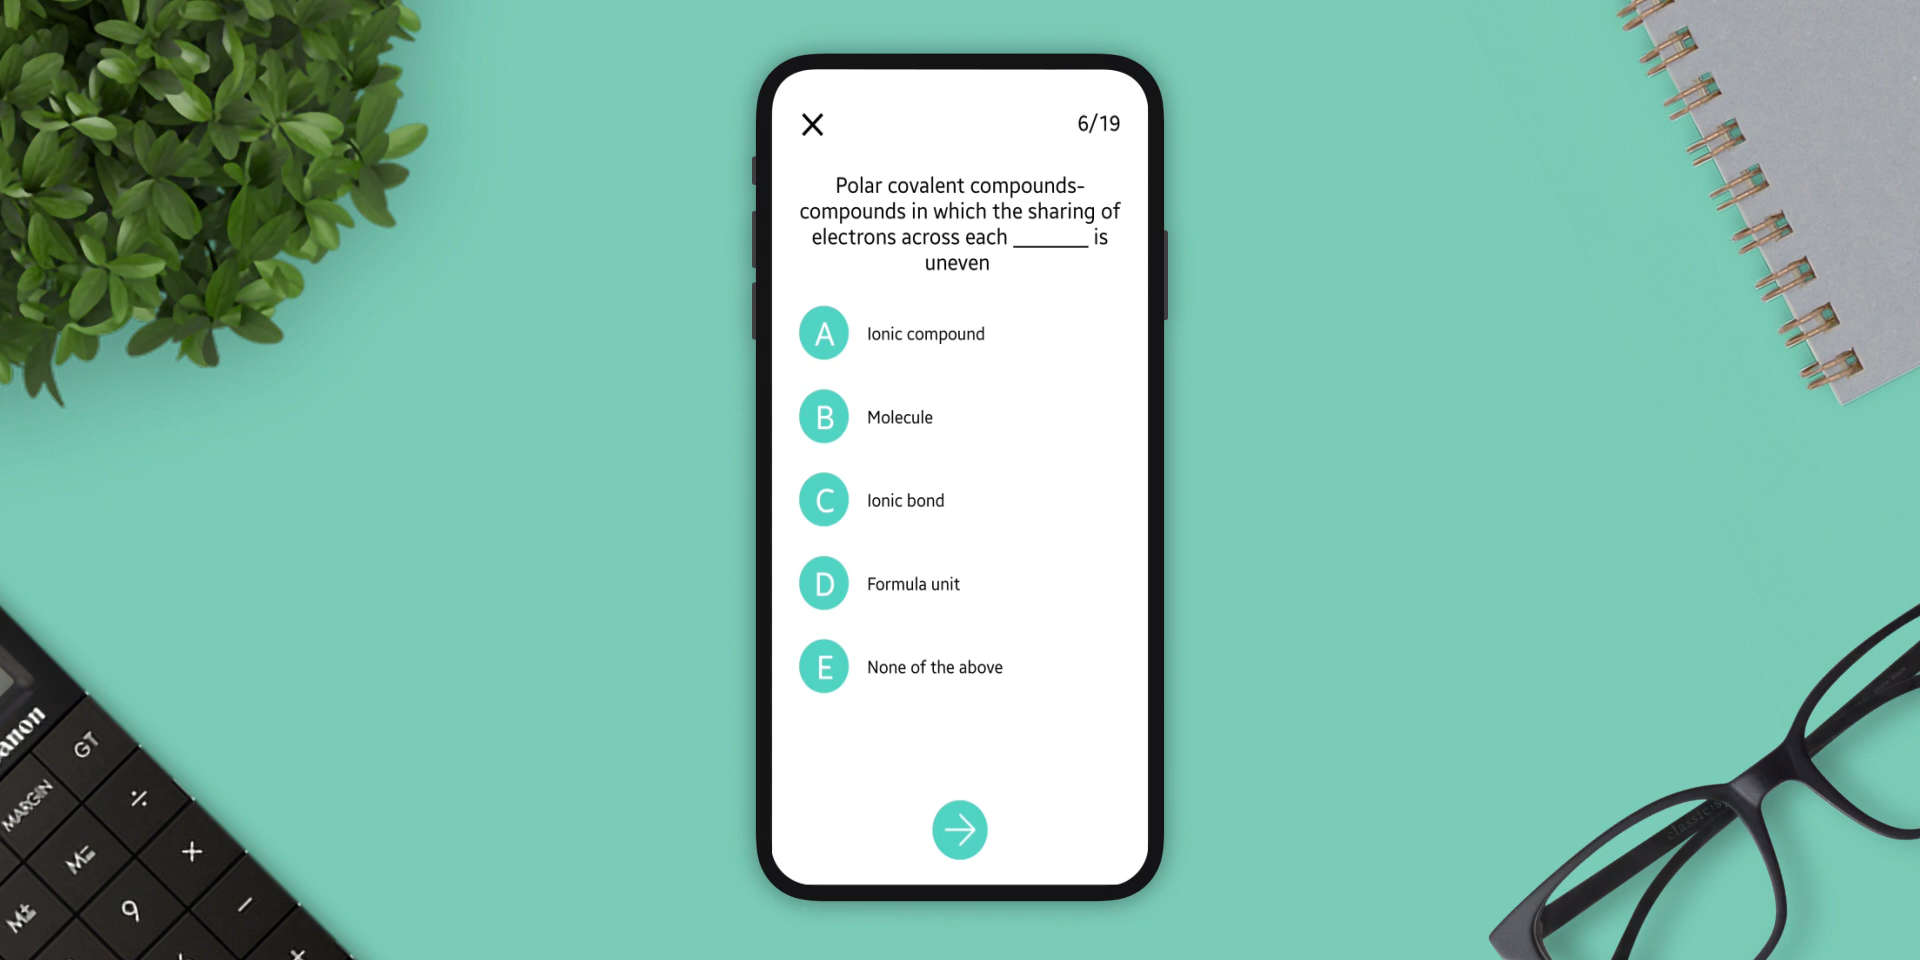 6/19
Polar covalent compounds-
compounds in which the sharing of
electrons across each _______ is
uneven
A Ionic compound
B Molecule
C Ionic bond
D Formula unit
E None of the above
anon
GT
MARGIN
÷
M=
×
M±
9
−
+
classics